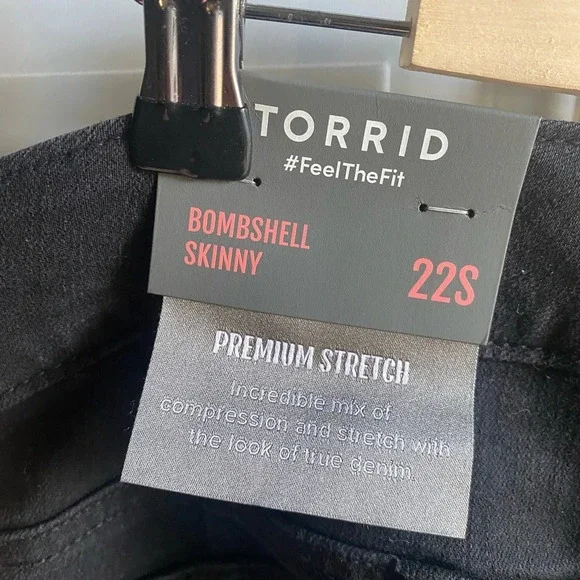 TORRID
#FeelTheFit
BOMBSHELL
SKINNY
22S
PREMIUM STRETCH
Incredible mix of
compression and stretch with
the look of true denim.